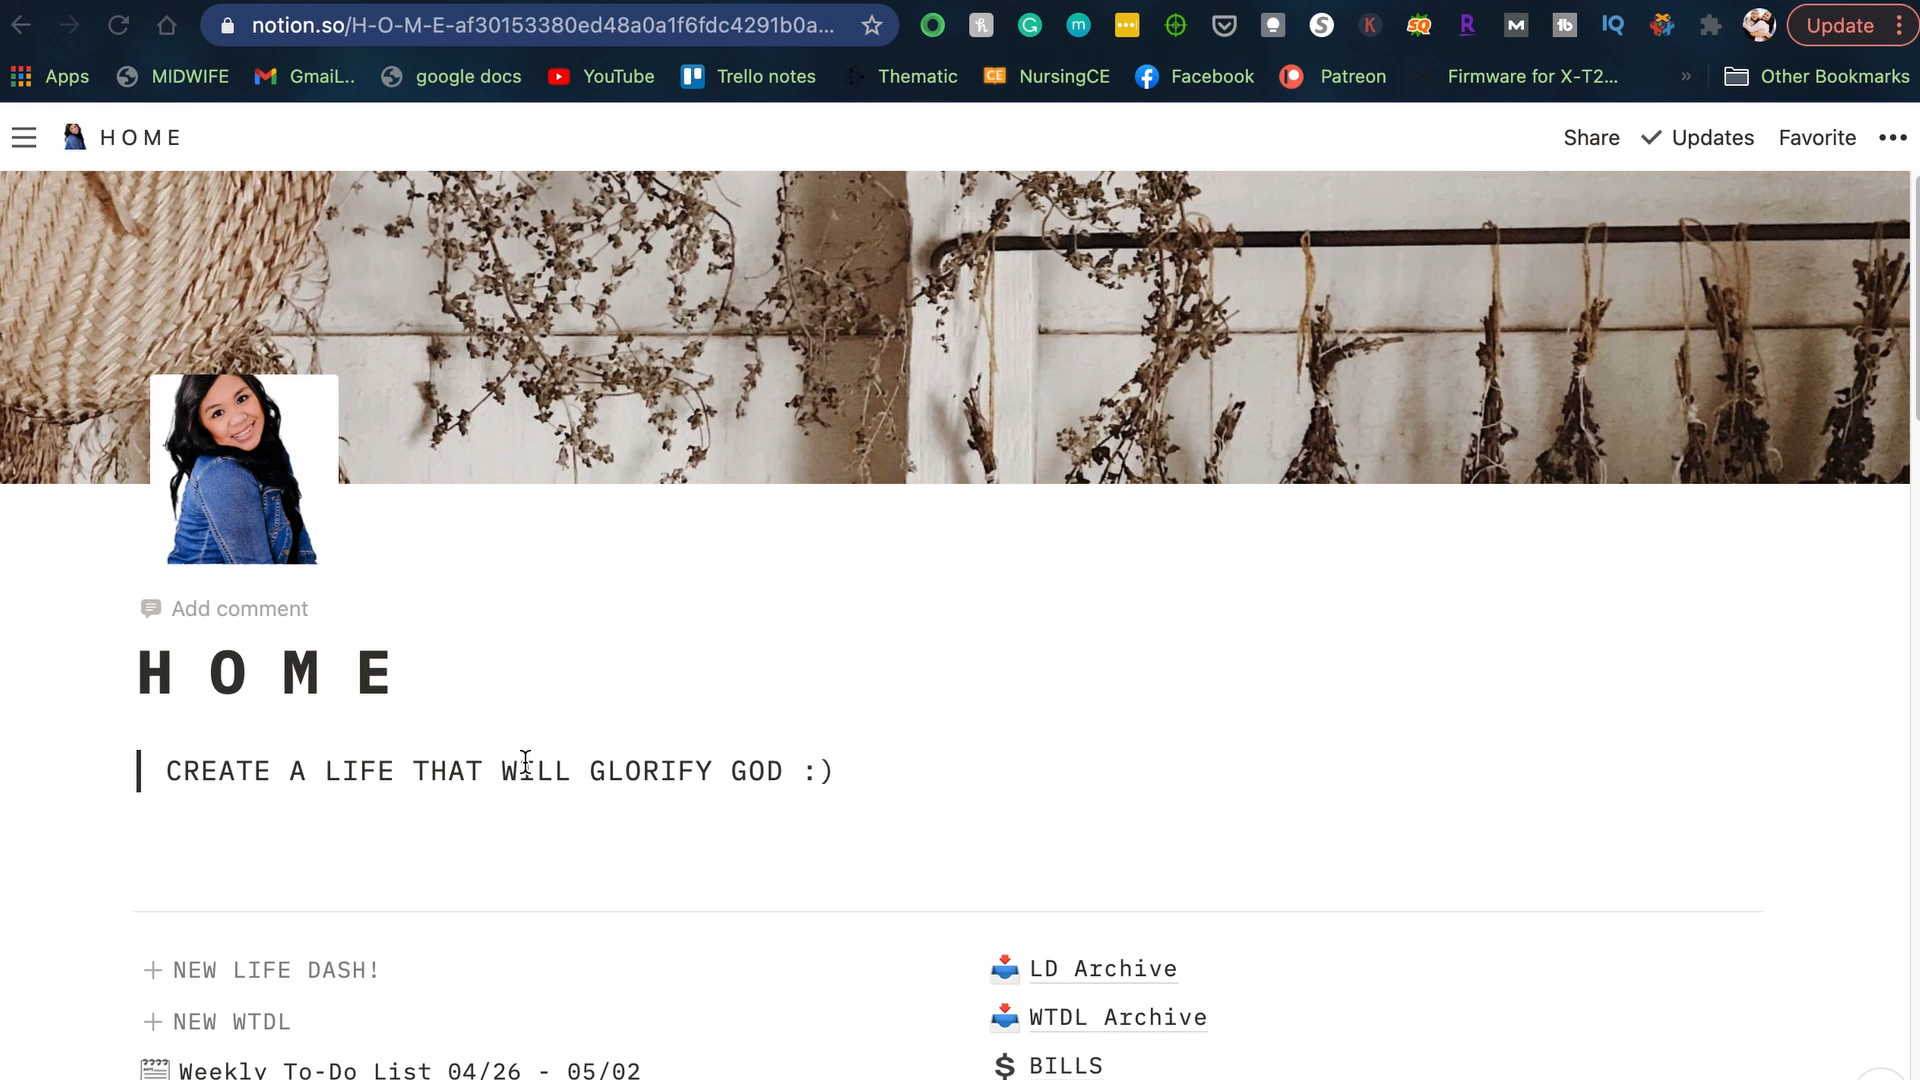 notion.so/H-O-M-E-af30153380ed48a0a1f6fdc4291b0a...
Update
Apps MIDWIFE GmaiL.. google docs YouTube Trello notes Thematic NursingCE Facebook Patreon Firmware for X-T2... » Other Bookmarks
HOME Share Updates Favorite
Add comment
H O M E
CREATE A LIFE THAT WILL GLORIFY GOD :)
NEW LIFE DASH!
LD Archive
NEW WTDL
WTDL Archive
Weekly To-Do List 04/26 - 05/02
BILLS